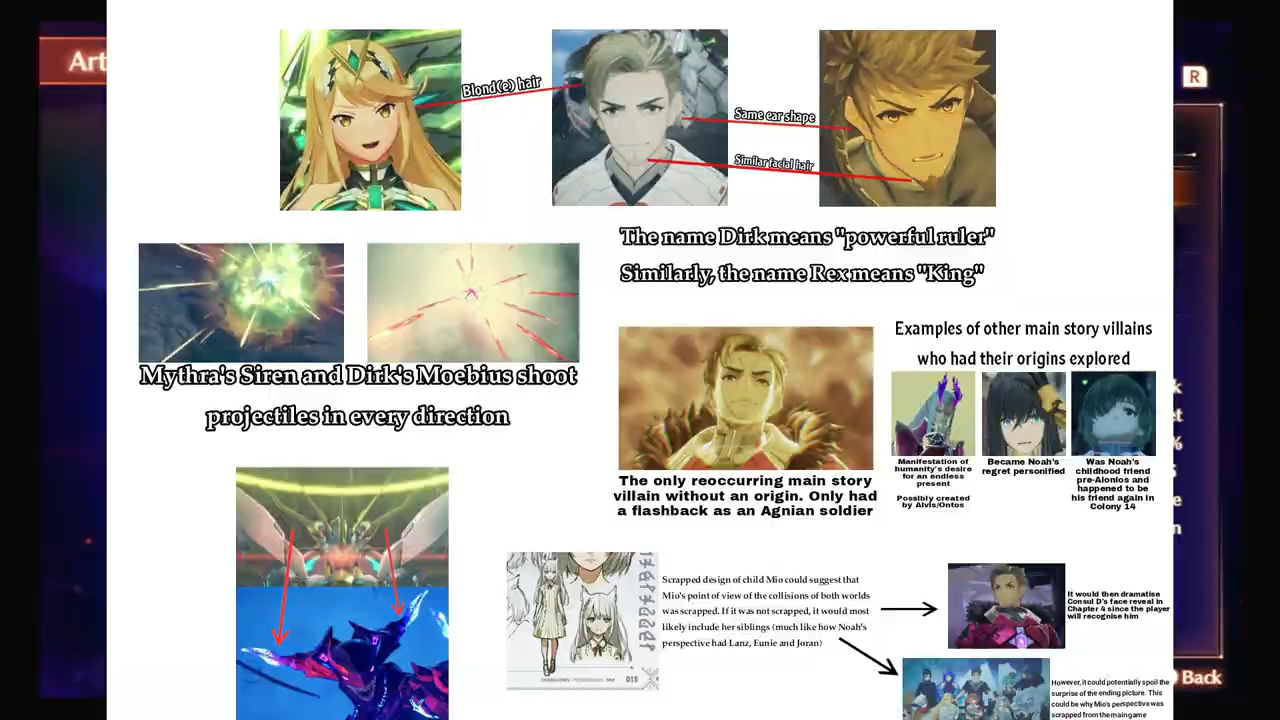 Art
R
Blond(e) hair
Same ear shape
Similar facial hair
The name Dirk means "powerful ruler"
Similarly, the name Rex means "King"
Mythra's Siren and Dirk's Moebius shoot
projectiles in every direction
Examples of other main story villains
who had their origins explored
Manifestation of
humanity's desire
for an endless
present
Possibly created
by Alvis/Ontos
Became Noah's
regret personified
Was Noah's
childhood friend
pre-Aionios and
happened to be
his friend again in
Colony 14
The only reoccurring main story
villain without an origin. Only had
a flashback as an Agnian soldier
Scrapped design of child Mio could suggest that
Mio's point of view of the collisions of both worlds
was scrapped. If it was not scrapped, it would most
likely include her siblings (much like how Noah's
perspective had Lanz, Eunie and Joran)
015
It would then dramatise
Consul D's face reveal in
Chapter 4 since the player
will recognise him
However, it could potentially spoil the
surprise of the ending picture. This
could be why Mio's perspective was
scrapped from the main game
Back